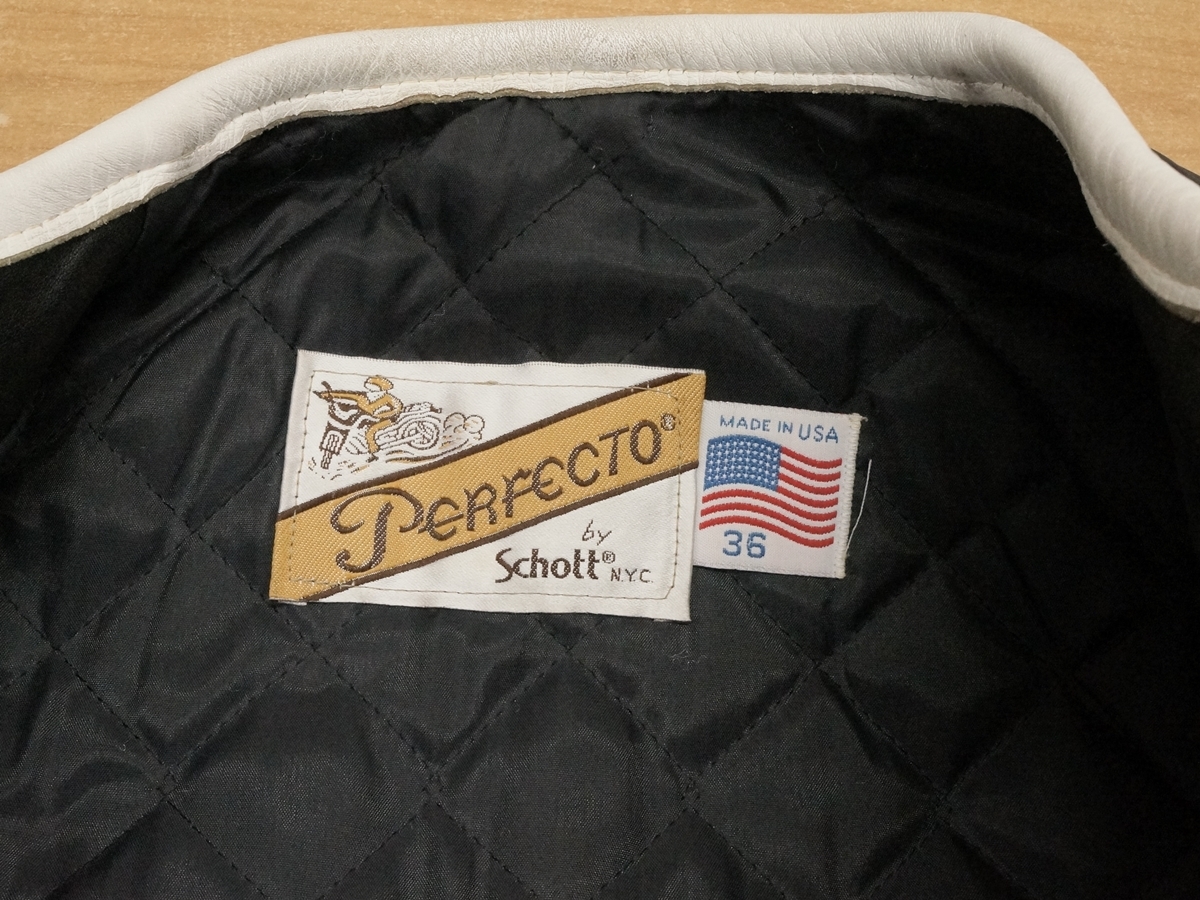 PERFECTO®
by
Schott® N.Y.C.
MADE IN USA
36